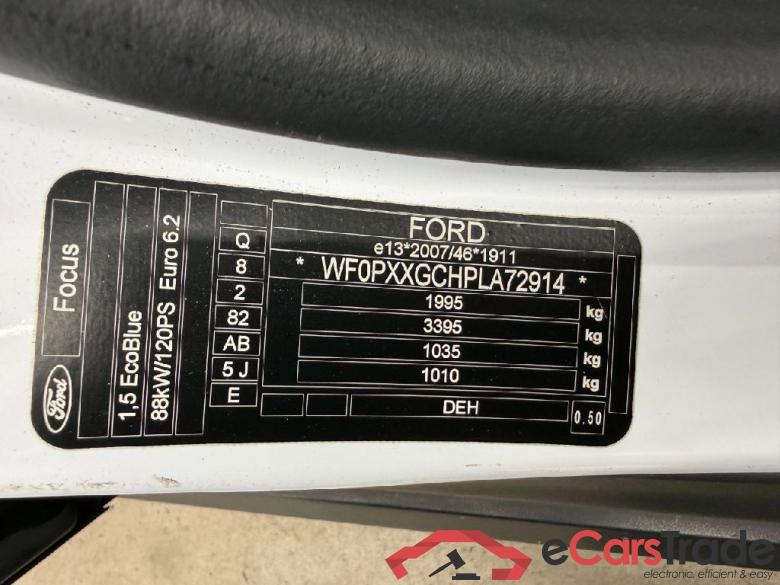 Focus
Ford
1,5 EcoBlue
88kW/120PS Euro 6.2
Q
8
2
82
AB
5 J
E
FORD
e13*2007/46*1911
* WF0PXXGCHPLA72914 *
1995 kg
3395 kg
1035 kg
1010 kg
DEH
0.50
eCarsTrade
electronic, efficient & easy